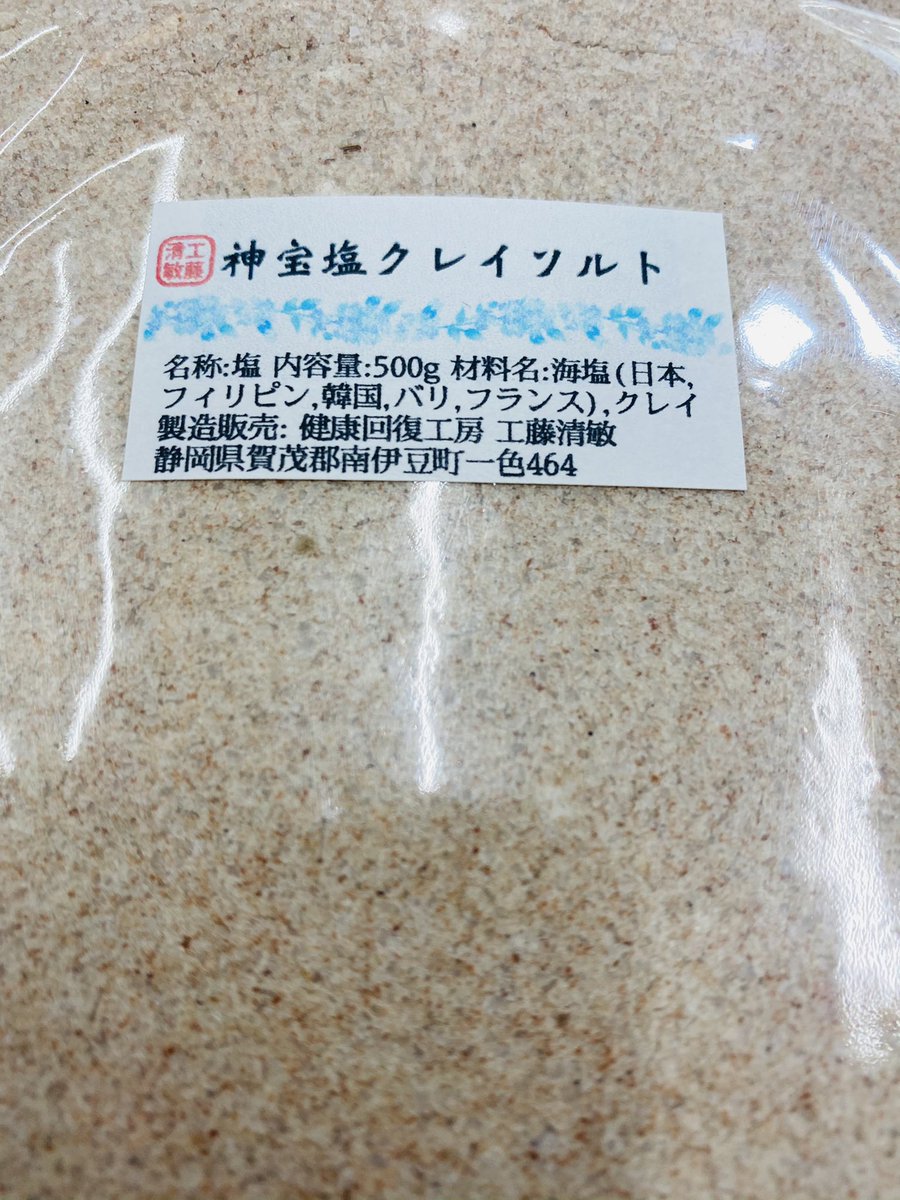 工藤清敏
神宝塩クレイソルト
名称:塩 内容量:500g 材料名:海塩(日本,
フィリピン,韓国,バリ,フランス),クレイ
製造販売: 健康回復工房 工藤清敏
静岡県賀茂郡南伊豆町一色464